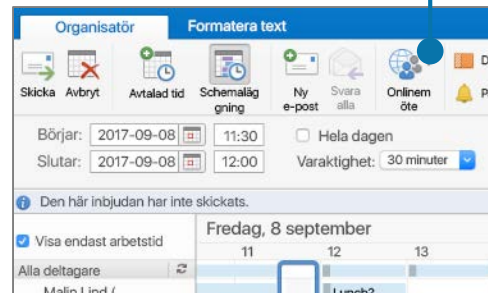 Organisatör Formatera text
Skicka Avbryt Avtalad tid Schemaläg Ny Svara Onlinem
gning e-post alla öte
Börjar: 2017-09-08 11:30 Hela dagen
Slutar: 2017-09-08 12:00 Varaktighet: 30 minuter
Den här inbjudan har inte skickats.
Visa endast arbetstid
Fredag, 8 september
11 12 13
Alla deltagare
Malin Lind (
Lunch?